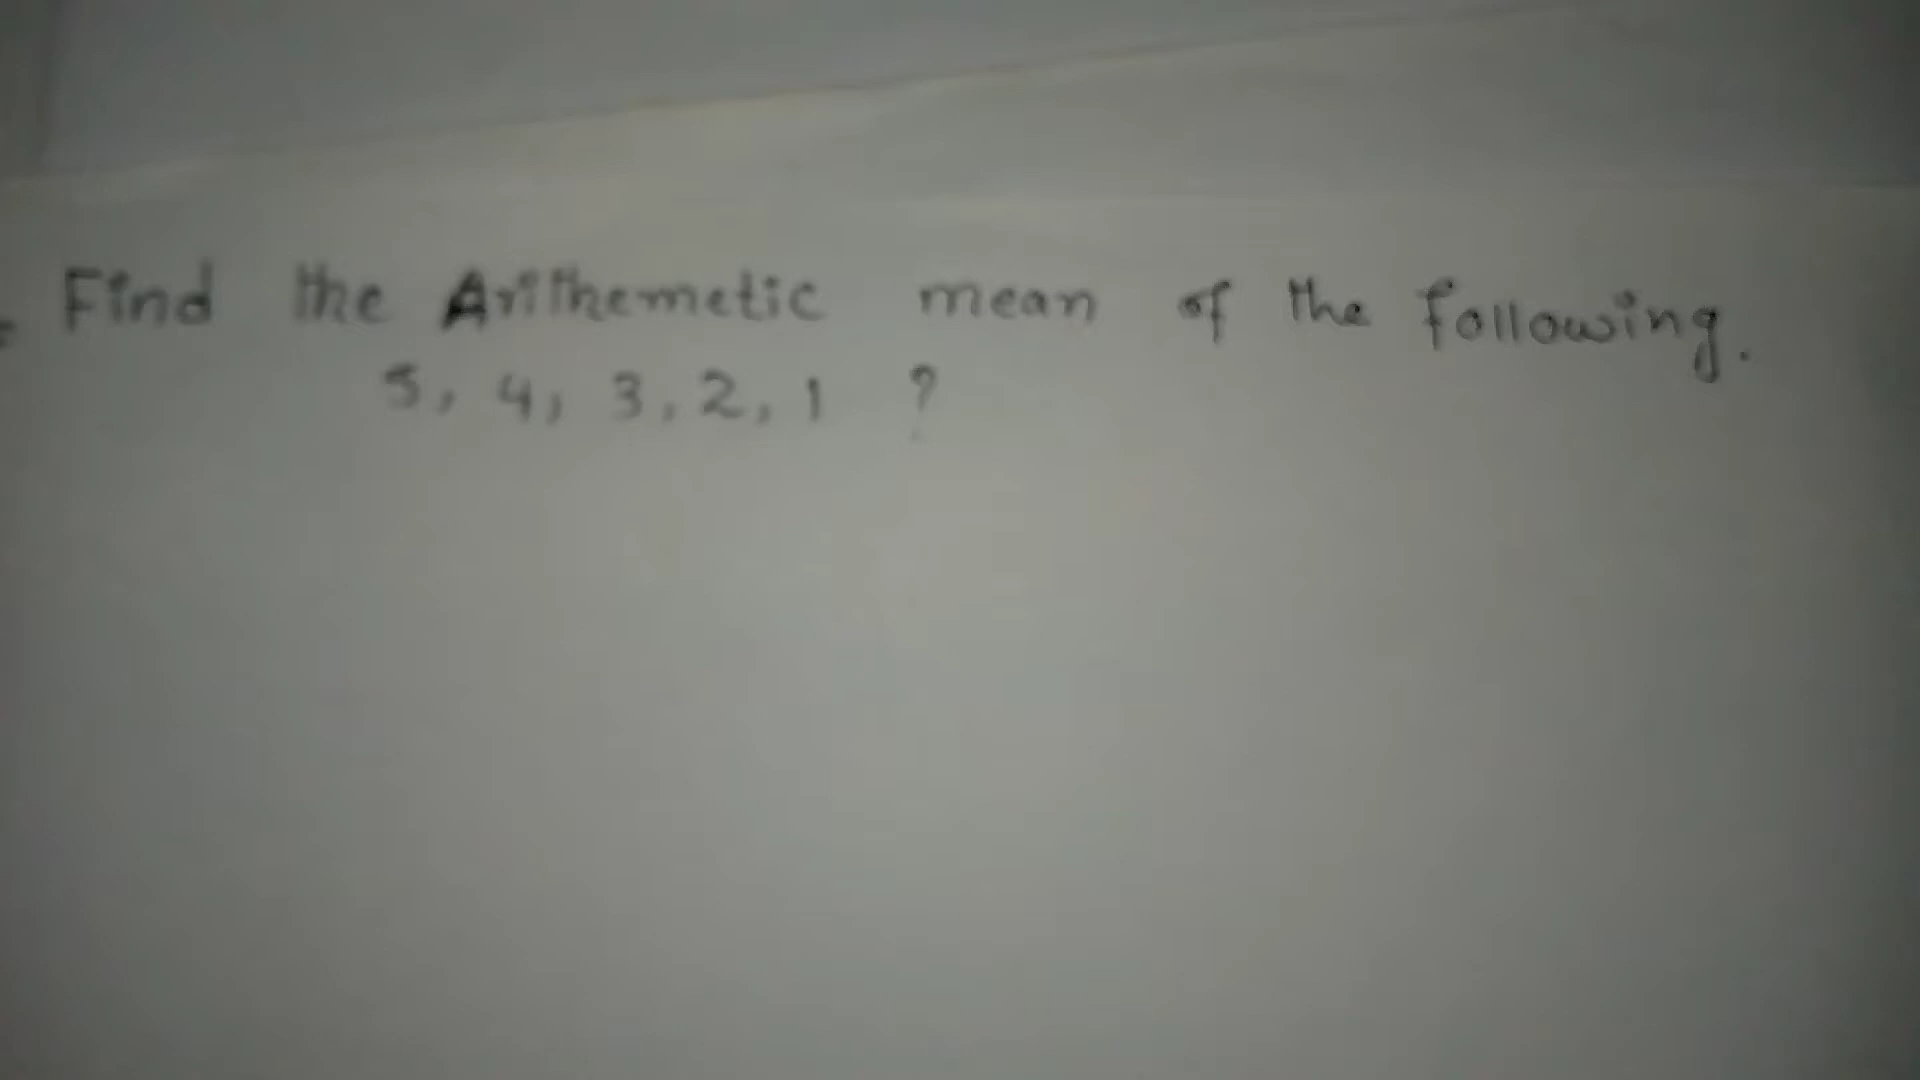 Find the Arithemetic mean of the following.
5, 4, 3, 2, 1 ?